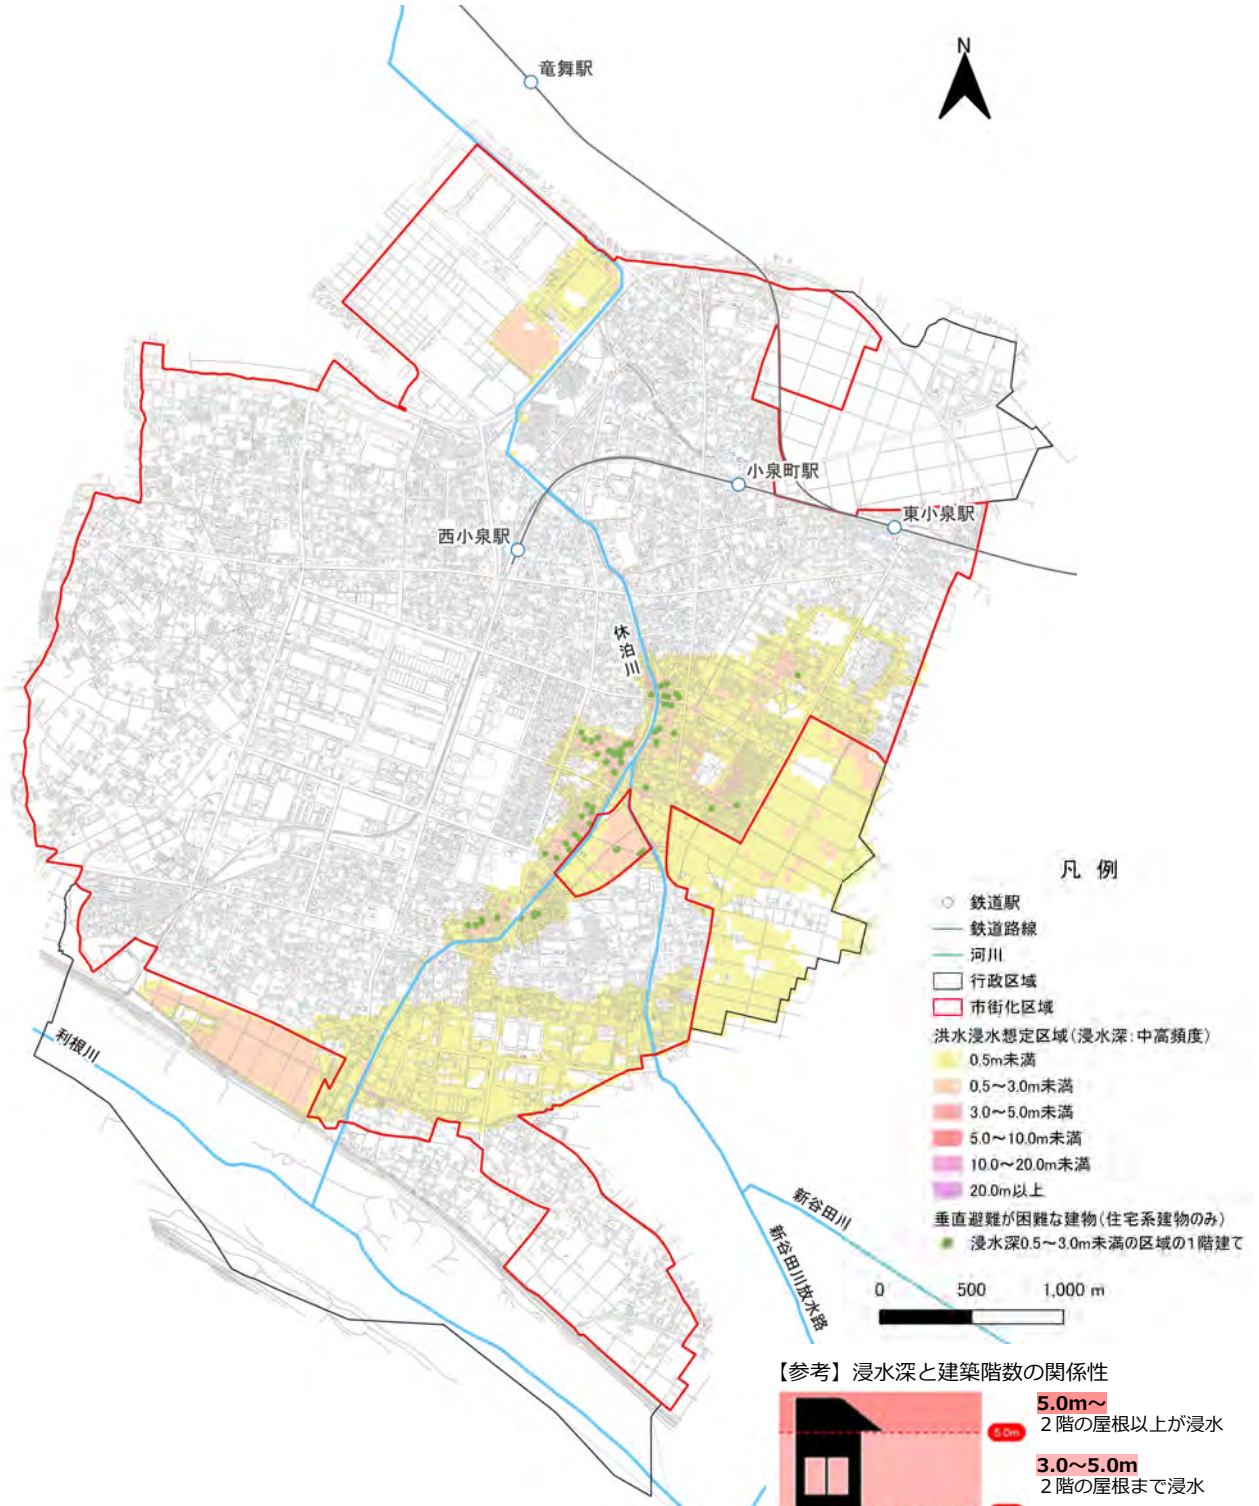 N
竜舞駅
小泉町駅
東小泉駅
西小泉駅
休泊川
利根川
新谷田川
新谷田川放水路
凡 例
鉄道駅
鉄道路線
河川
行政区域
市街化区域
洪水浸水想定区域(浸水深:中高頻度)
0.5m未満
0.5～3.0m未満
3.0～5.0m未満
5.0～10.0m未満
10.0～20.0m未満
20.0m以上
垂直避難が困難な建物(住宅系建物のみ)
浸水深0.5～3.0m未満の区域の1階建て
0 500 1,000 m
【参考】浸水深と建築階数の関係性
5.0m～
２階の屋根以上が浸水
5.0m
3.0～5.0m
２階の屋根まで浸水